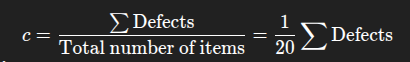 c = ∑ Defects / Total number of items = 1/20 ∑ Defects